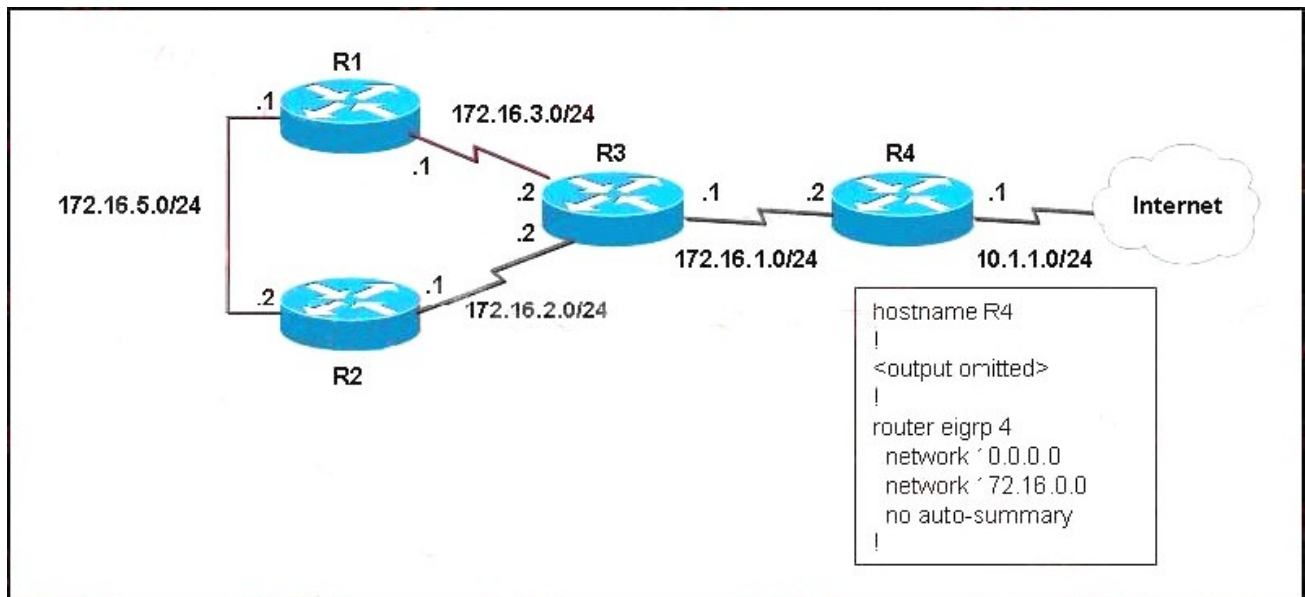 R1
.1
172.16.3.0/24
.1
R3
R4
.2
.1
.2
.1
Internet
172.16.5.0/24
.2
172.16.1.0/24
10.1.1.0/24
.2
.1
172.16.2.0/24
R2
hostname R4
!
<output omitted>
!
router eigrp 4
network 10.0.0.0
network 172.16.0.0
no auto-summary
!